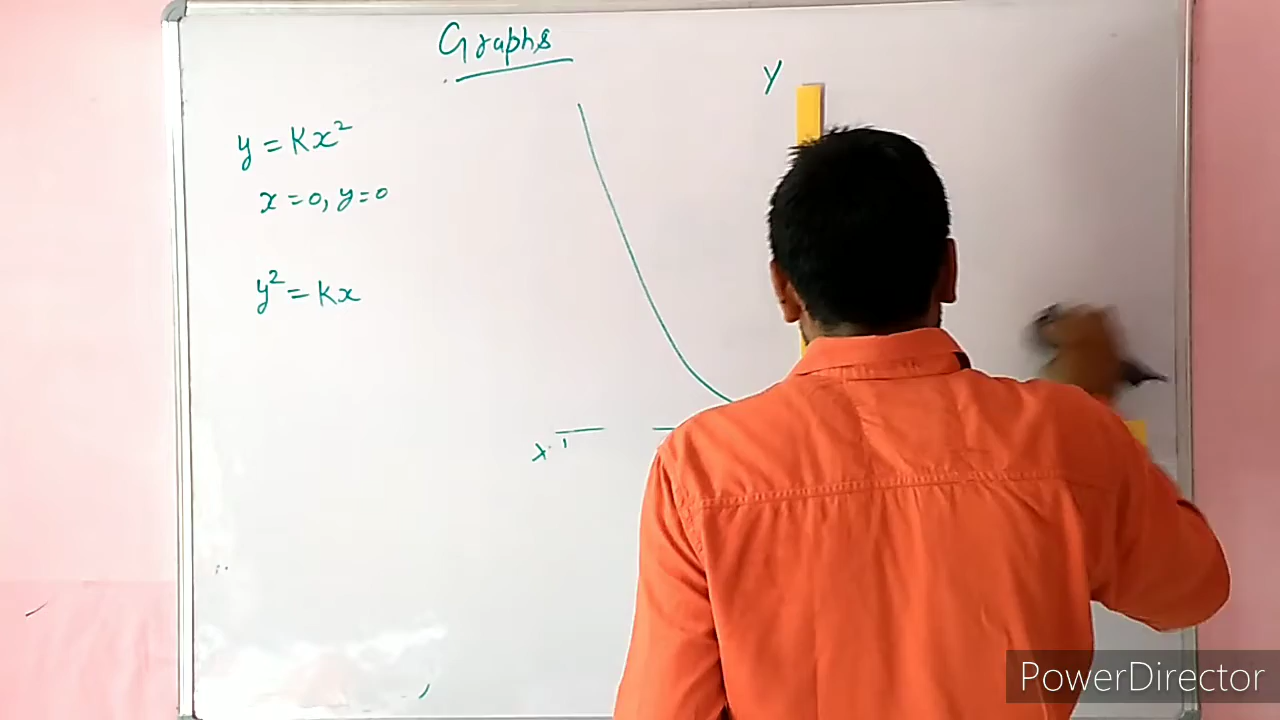 Graphs
Y
y = Kx²
x = 0, y = 0
y² = Kx
x'
PowerDirector